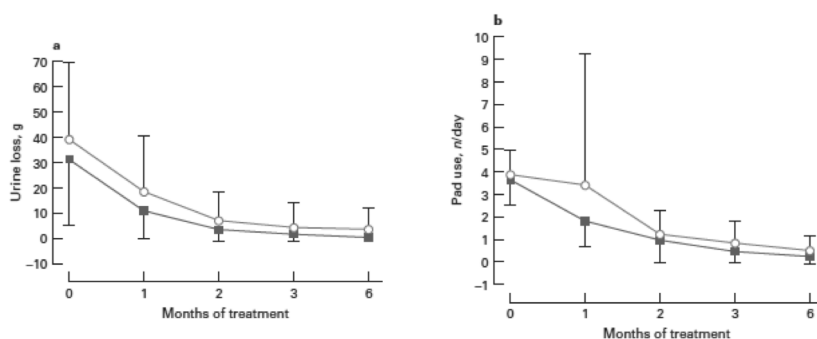 a
70
60
50
40
30
20
10
0
–10
Urine loss, g
0 1 2 3 6
Months of treatment
b
10
9
8
7
6
5
4
3
2
1
0
–1
Pad use, n/day
0 1 2 3 6
Months of treatment